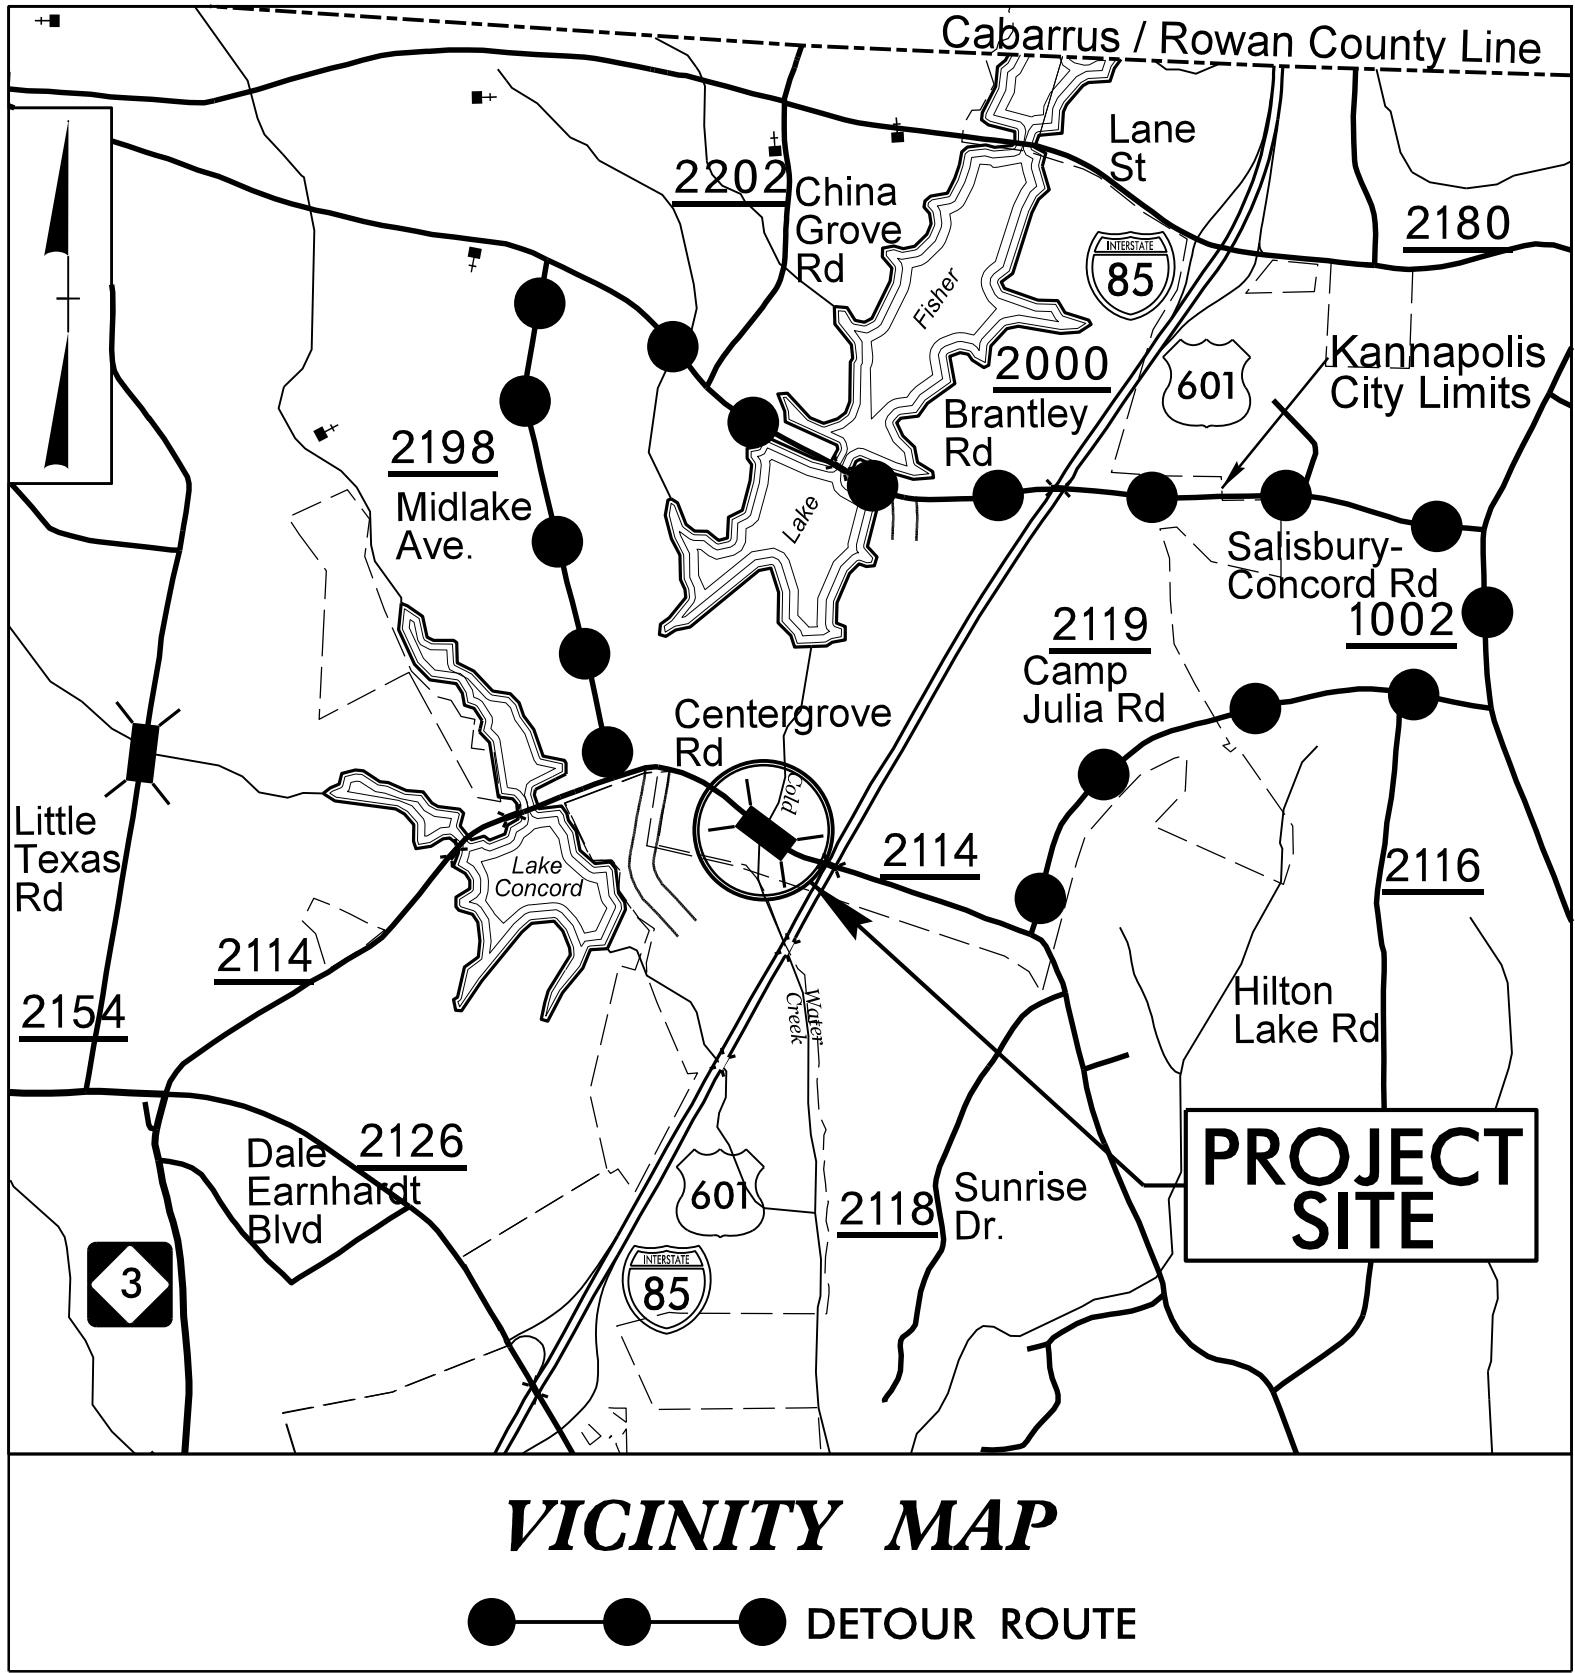 Cabarrus / Rowan County Line
Lane
St
2202
China
Grove
Rd
2180
INTERSTATE
85
Fisher
2000
601
Kannapolis
City Limits
Brantley
Rd
2198
Midlake
Ave.
Lake
Salisbury-
Concord Rd
1002
2119
Camp
Julia Rd
Centergrove
Rd
Cold
Little
Texas
Rd
2114
2116
Lake
Concord
2114
2154
Water
Creek
Hilton
Lake Rd
2126
Dale
Earnhardt
Blvd
PROJECT
SITE
601
2118
Sunrise
Dr.
3
INTERSTATE
85
VICINITY MAP
DETOUR ROUTE